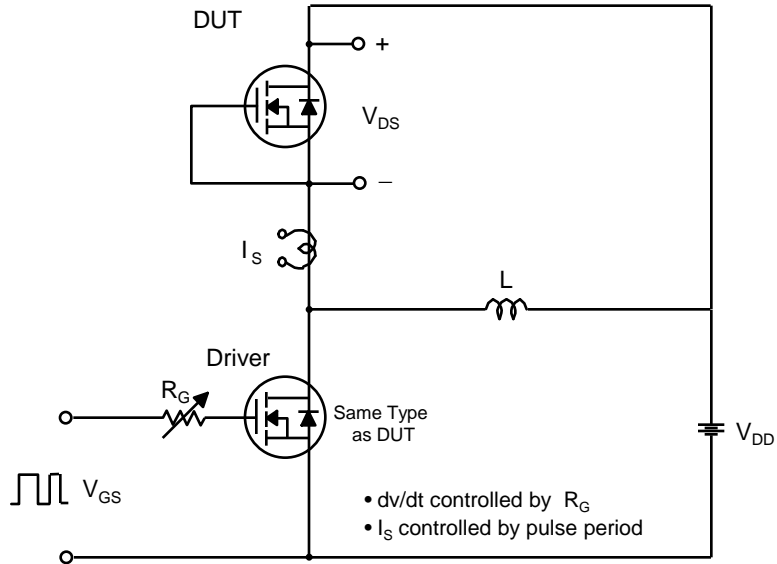 DUT
+
V_DS
−
I_S
L
Driver
R_G
Same Type
as DUT
V_DD
V_GS
• dv/dt controlled by R_G
• I_S controlled by pulse period